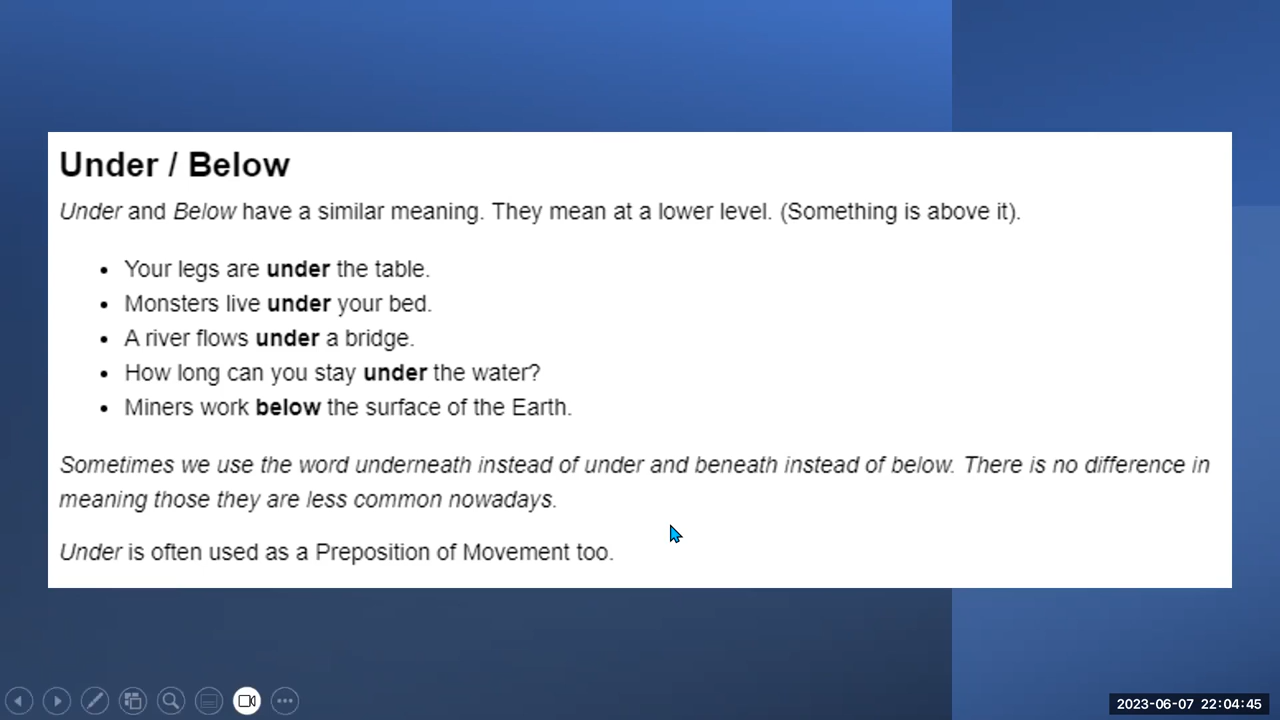 Under / Below
Under and Below have a similar meaning. They mean at a lower level. (Something is above it).
• Your legs are under the table.
• Monsters live under your bed.
• A river flows under a bridge.
• How long can you stay under the water?
• Miners work below the surface of the Earth.
Sometimes we use the word underneath instead of under and beneath instead of below. There is no difference in
meaning those they are less common nowadays.
Under is often used as a Preposition of Movement too.
2023-06-07 22:04:45